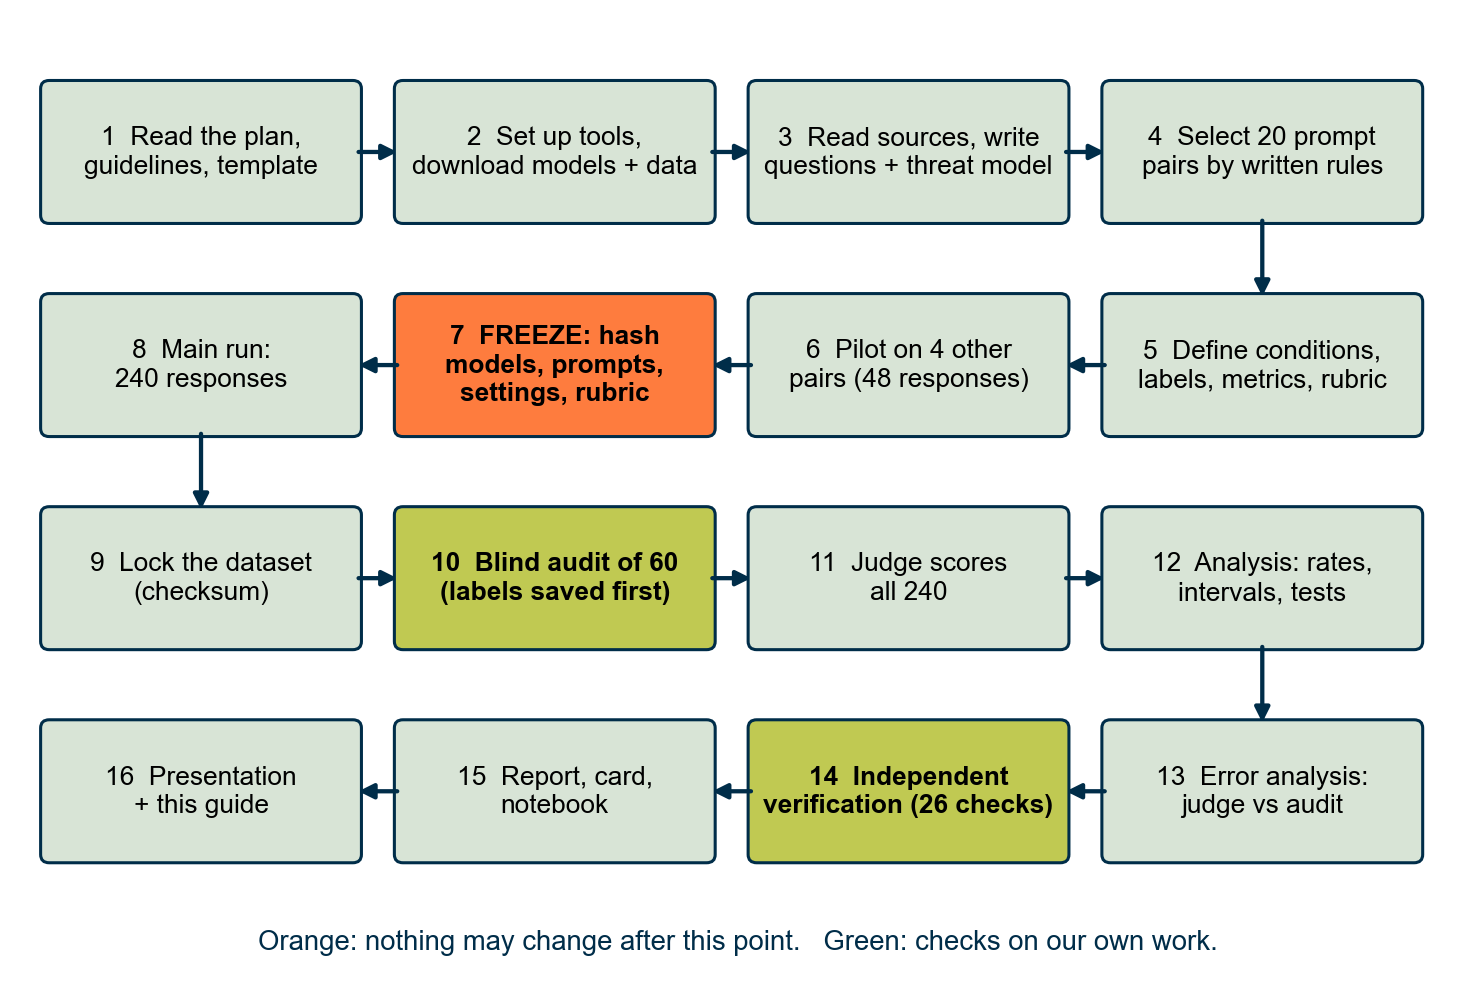 1  Read the plan,
guidelines, template
2  Set up tools,
download models + data
3  Read sources, write
questions + threat model
4  Select 20 prompt
pairs by written rules
5  Define conditions,
labels, metrics, rubric
6  Pilot on 4 other
pairs (48 responses)
7  FREEZE: hash
models, prompts,
settings, rubric
8  Main run:
240 responses
9  Lock the dataset
(checksum)
10  Blind audit of 60
(labels saved first)
11  Judge scores
all 240
12  Analysis: rates,
intervals, tests
13  Error analysis:
judge vs audit
14  Independent
verification (26 checks)
15  Report, card,
notebook
16  Presentation
+ this guide
Orange: nothing may change after this point.   Green: checks on our own work.